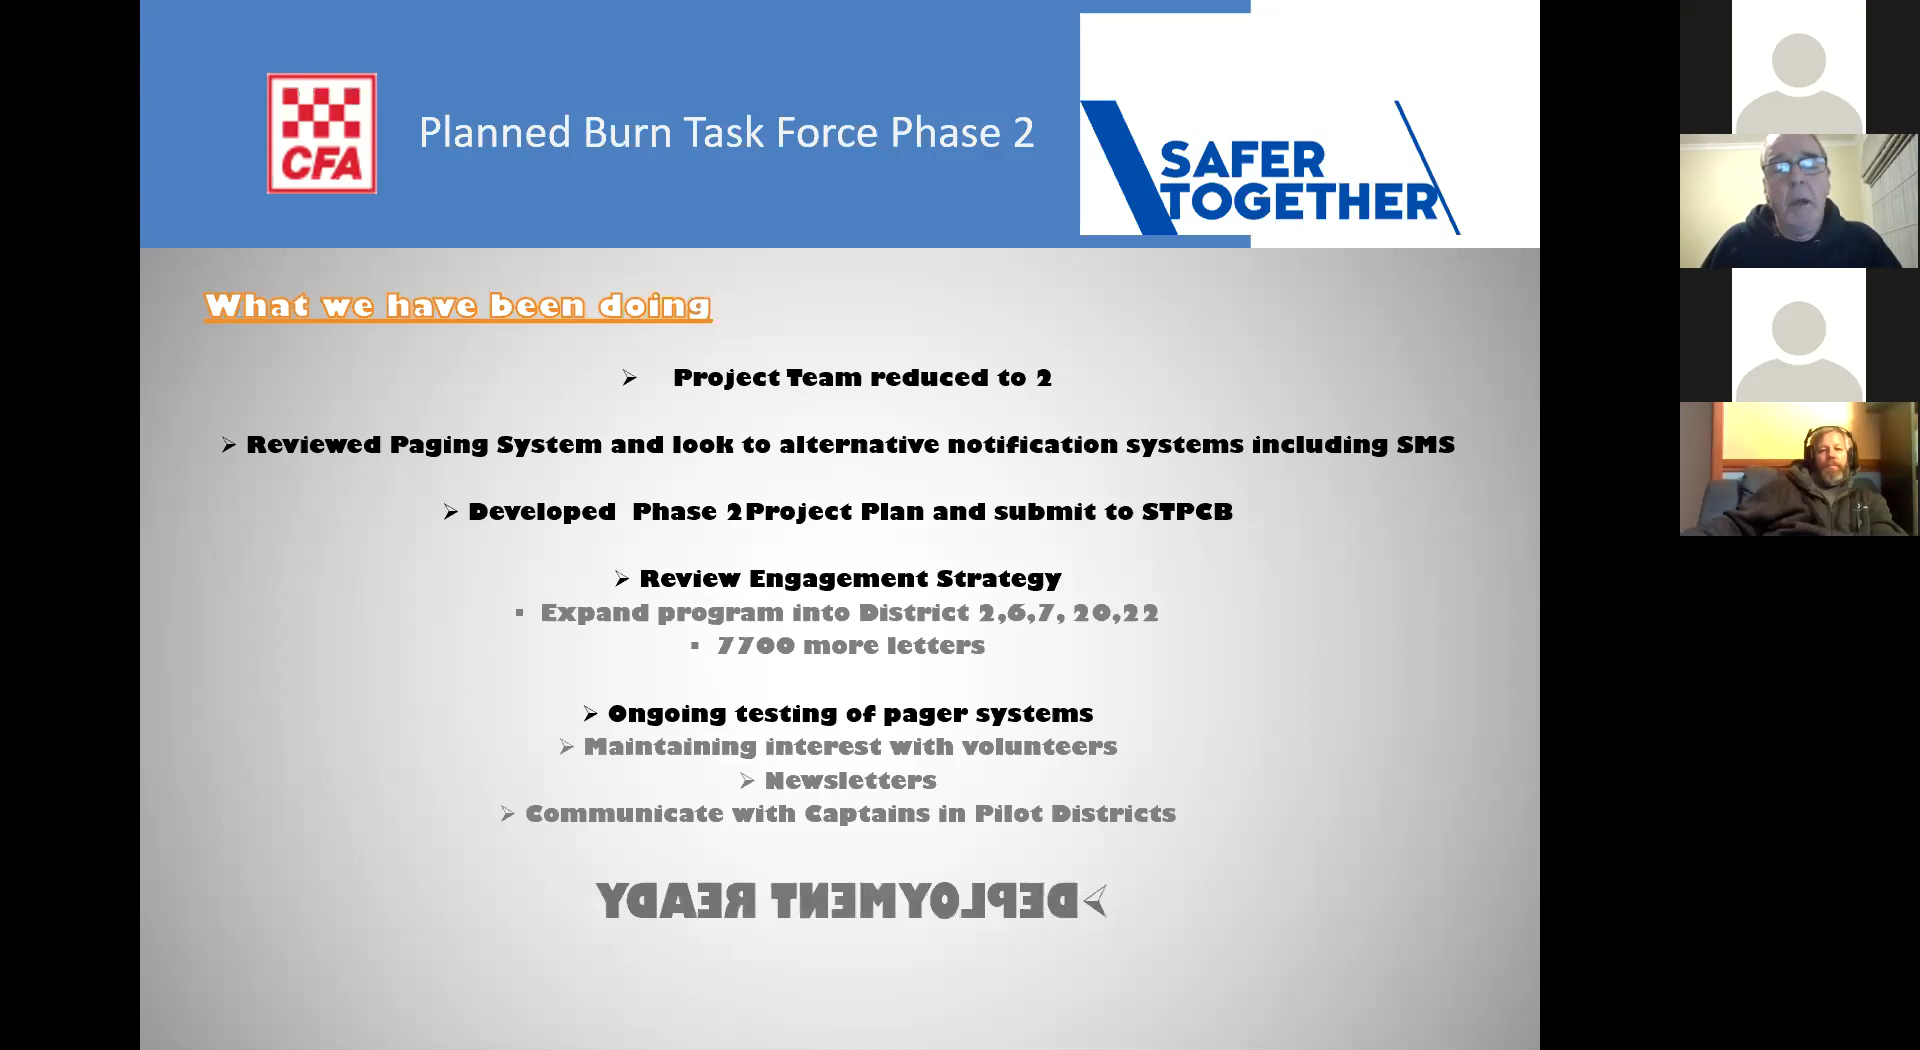 CFA
Planned Burn Task Force Phase 2
SAFER
TOGETHER
What we have been doing
➢ Project Team reduced to 2
➢ Reviewed Paging System and look to alternative notification systems including SMS
➢ Developed  Phase 2Project Plan and submit to STPCB
➢ Review Engagement Strategy
▪ Expand program into District 2,6,7, 20,22
▪ 7700 more letters
➢ Ongoing testing of pager systems
➢ Maintaining interest with volunteers
➢ Newsletters
➢ Communicate with Captains in Pilot Districts
➢ DEPLOYMENT READY